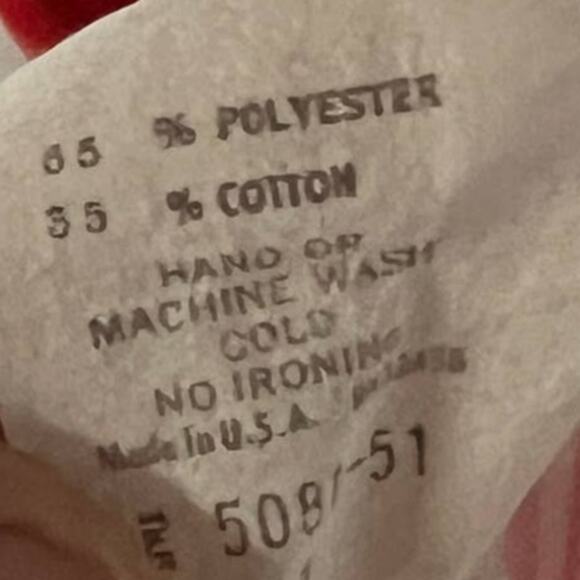 65 % POLYESTER
35 % COTTON
HAND OR
MACHINE WASH
COLD
NO IRONING
Made In U.S.A.
508/-51